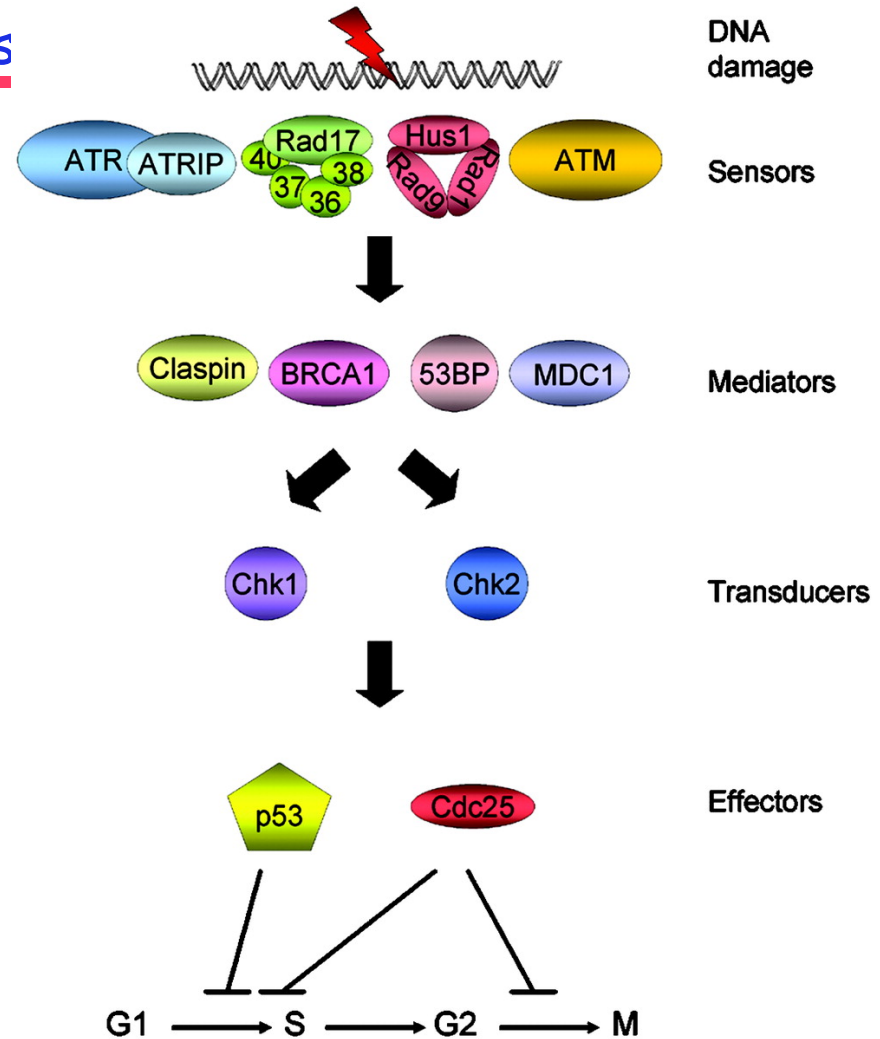 s
DNA
damage
ATR ATRIP 40 Rad17 37 36 38 Hus1 Rad9 Rad1 ATM Sensors
Claspin BRCA1 53BP MDC1 Mediators
Chk1 Chk2 Transducers
p53 Cdc25 Effectors
G1 S G2 M